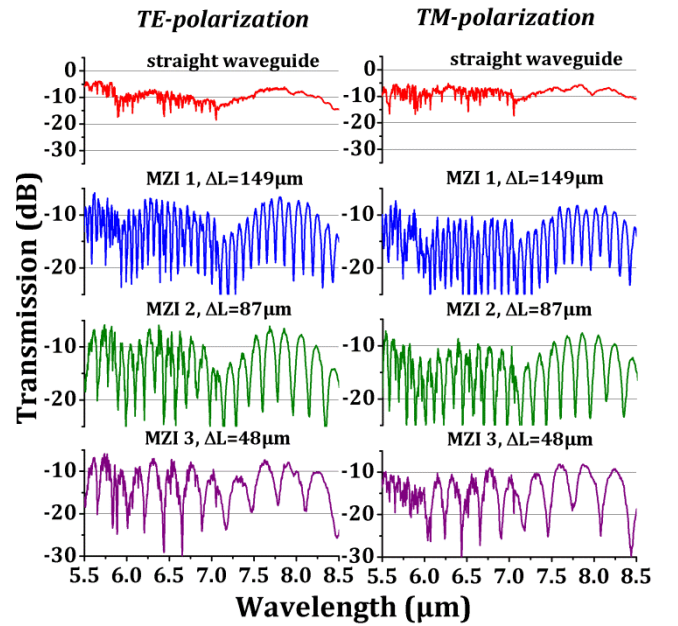 TE-polarization
TM-polarization
straight waveguide
straight waveguide
0
-10
-20
-30
0
-10
-20
-30
MZI 1, ΔL=149μm
MZI 1, ΔL=149μm
-10
-20
-10
-20
MZI 2, ΔL=87μm
MZI 2, ΔL=87μm
-10
-20
-10
-20
MZI 3, ΔL=48μm
MZI 3, ΔL=48μm
-10
-20
-30
-10
-20
-30
5.5 6.0 6.5 7.0 7.5 8.0 8.5
5.5 6.0 6.5 7.0 7.5 8.0 8.5
Transmission (dB)
Wavelength (μm)